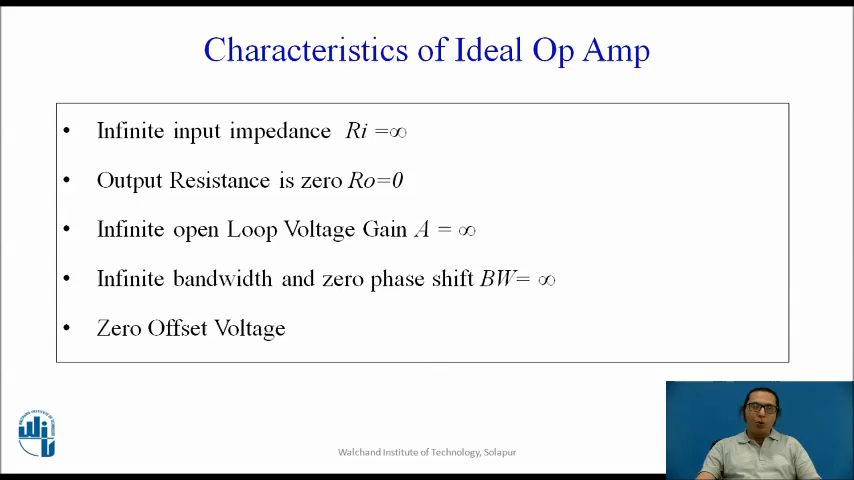 Characteristics of Ideal Op Amp
• Infinite input impedance Ri =∞
• Output Resistance is zero Ro=0
• Infinite open Loop Voltage Gain A = ∞
• Infinite bandwidth and zero phase shift BW= ∞
• Zero Offset Voltage
Walchand Institute of Technology, Solapur